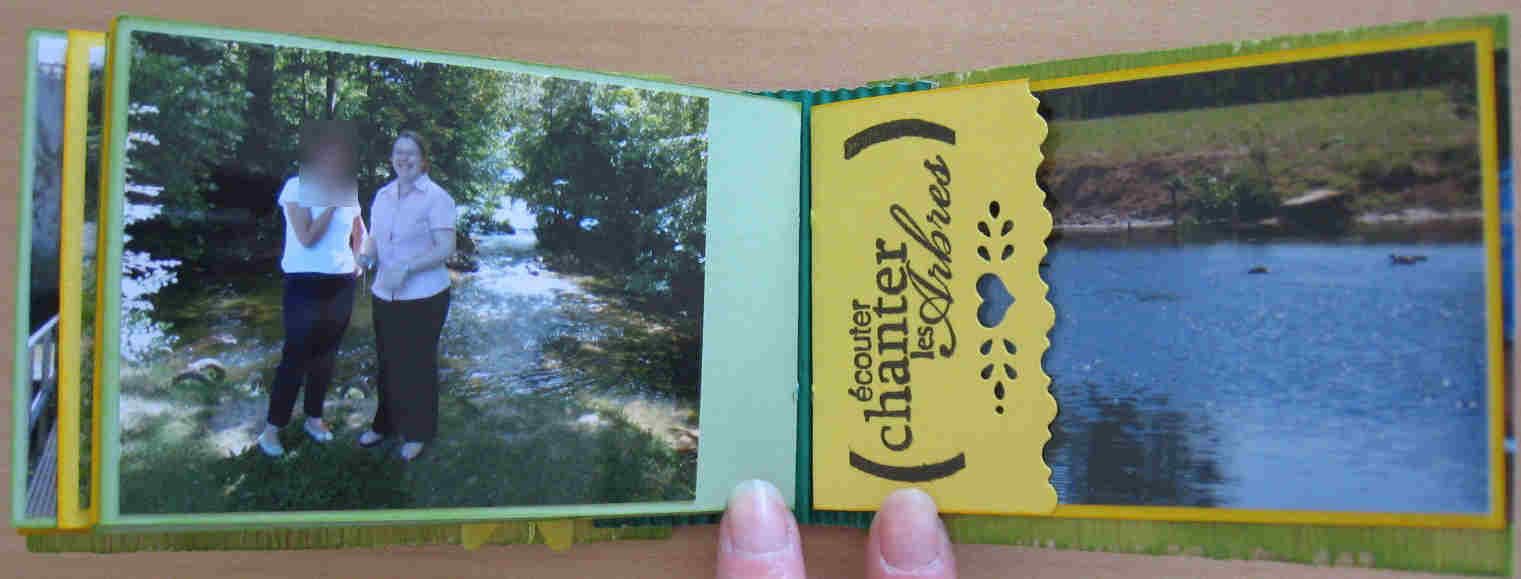 écouter
(chanter
les Arbres)